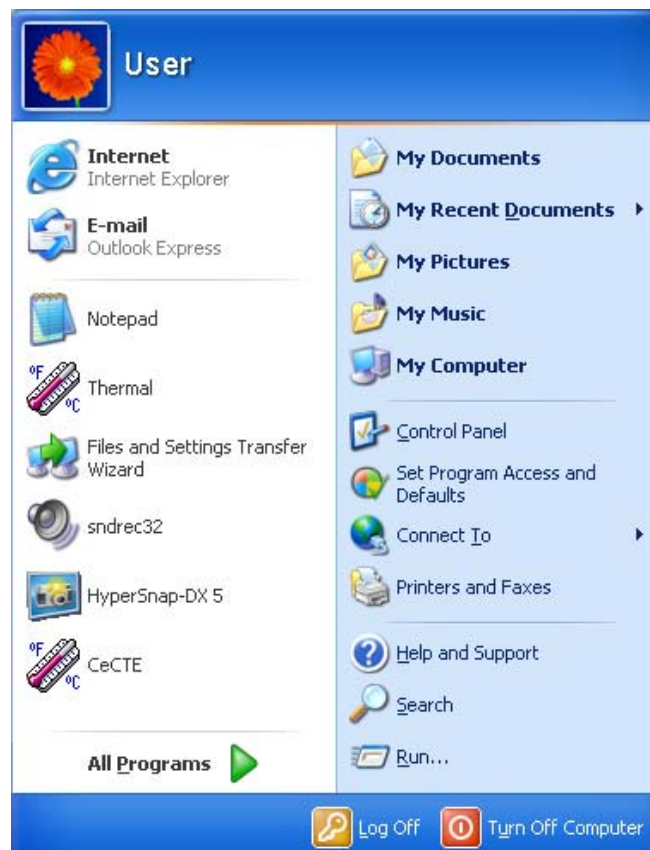 User
Internet
Internet Explorer
E-mail
Outlook Express
Notepad
°F
°C
Thermal
Files and Settings Transfer
Wizard
sndrec32
HyperSnap-DX 5
°F
°C
CeCTE
All Programs
My Documents
My Recent Documents
My Pictures
My Music
My Computer
Control Panel
Set Program Access and
Defaults
Connect To
Printers and Faxes
Help and Support
Search
Run...
Log Off
Turn Off Computer